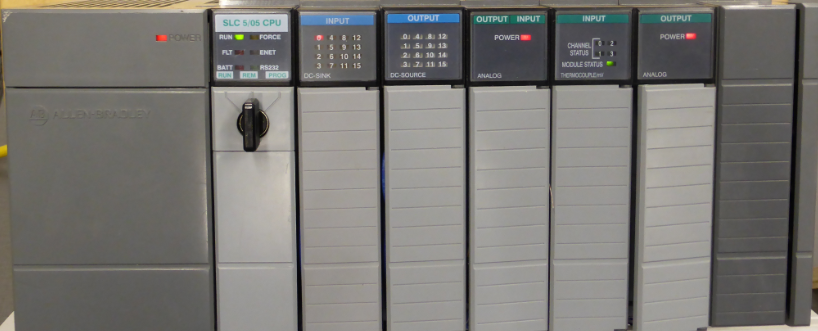 POWER
ALLEN-BRADLEY
SLC 5/05 CPU
RUN FORCE
FLT ENET
BATT RS232
RUN REM PROG
INPUT
0 4 8 12
1 5 9 13
2 6 10 14
3 7 11 15
DC-SINK
OUTPUT
0 4 8 12
1 5 9 13
2 6 10 14
3 7 11 15
DC-SOURCE
OUTPUT INPUT
POWER
ANALOG
INPUT
CHANNEL STATUS
0 2
1 3
MODULE STATUS
THERMOCOUPLE/mV
OUTPUT
POWER
ANALOG